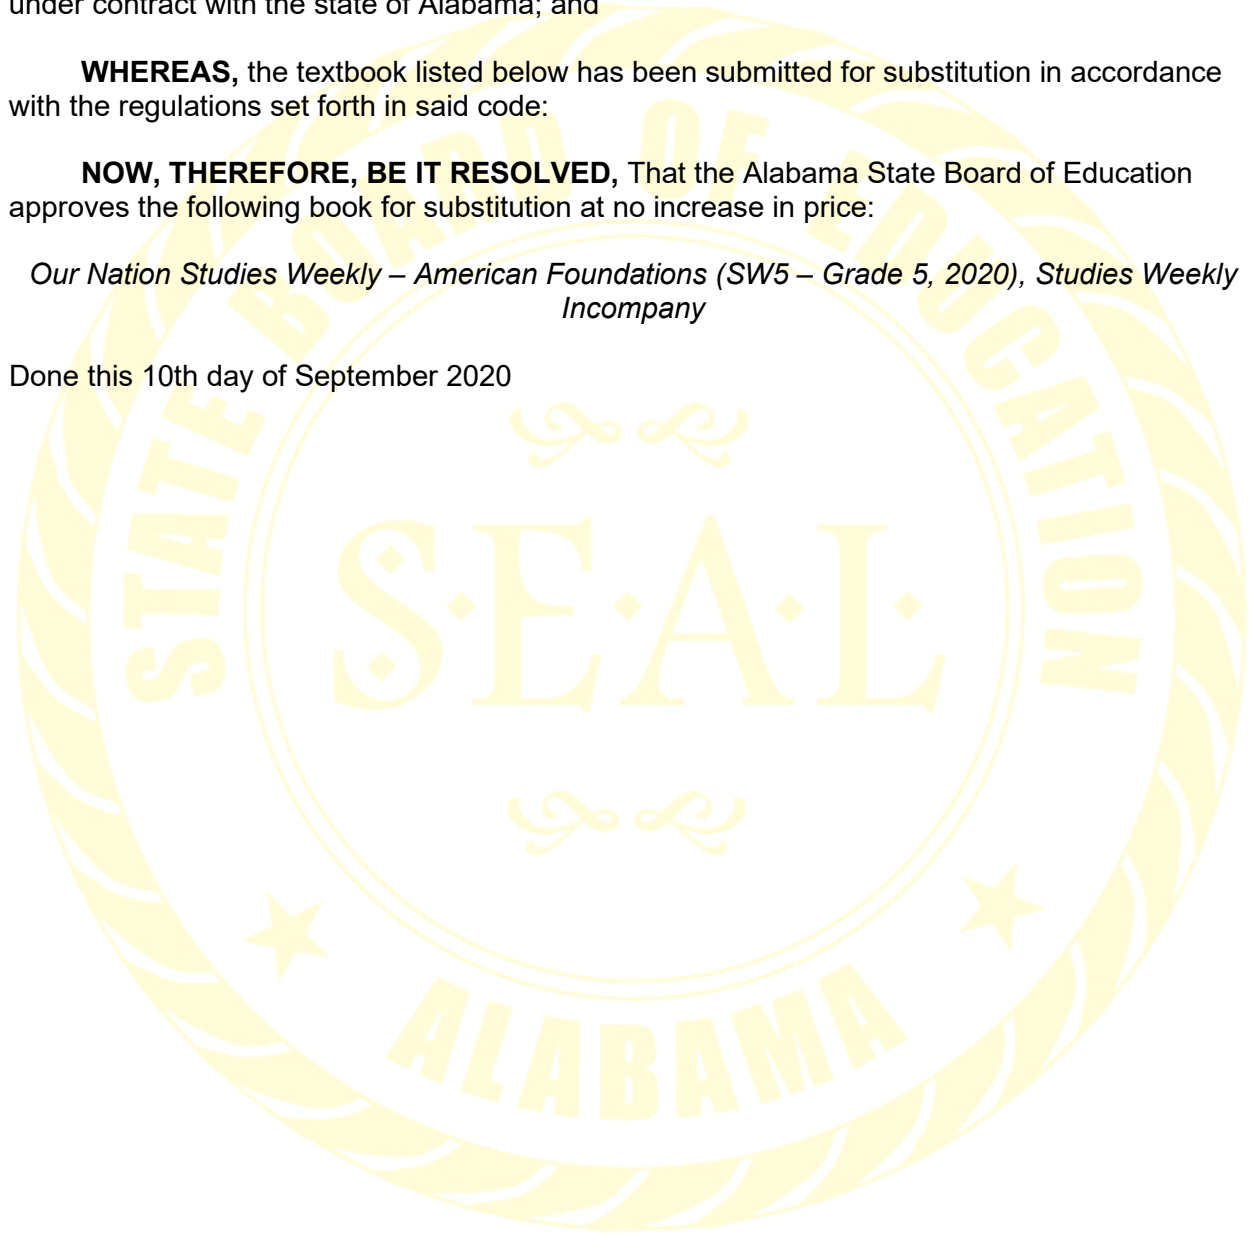 under contract with the state of Alabama; and
WHEREAS, the textbook listed below has been submitted for substitution in accordance
with the regulations set forth in said code:
NOW, THEREFORE, BE IT RESOLVED, That the Alabama State Board of Education
approves the following book for substitution at no increase in price:
Our Nation Studies Weekly – American Foundations (SW5 – Grade 5, 2020), Studies Weekly
Incompany
Done this 10th day of September 2020
STATE BOARD OF EDUCATION
S·E·A·L·
ALABAMA